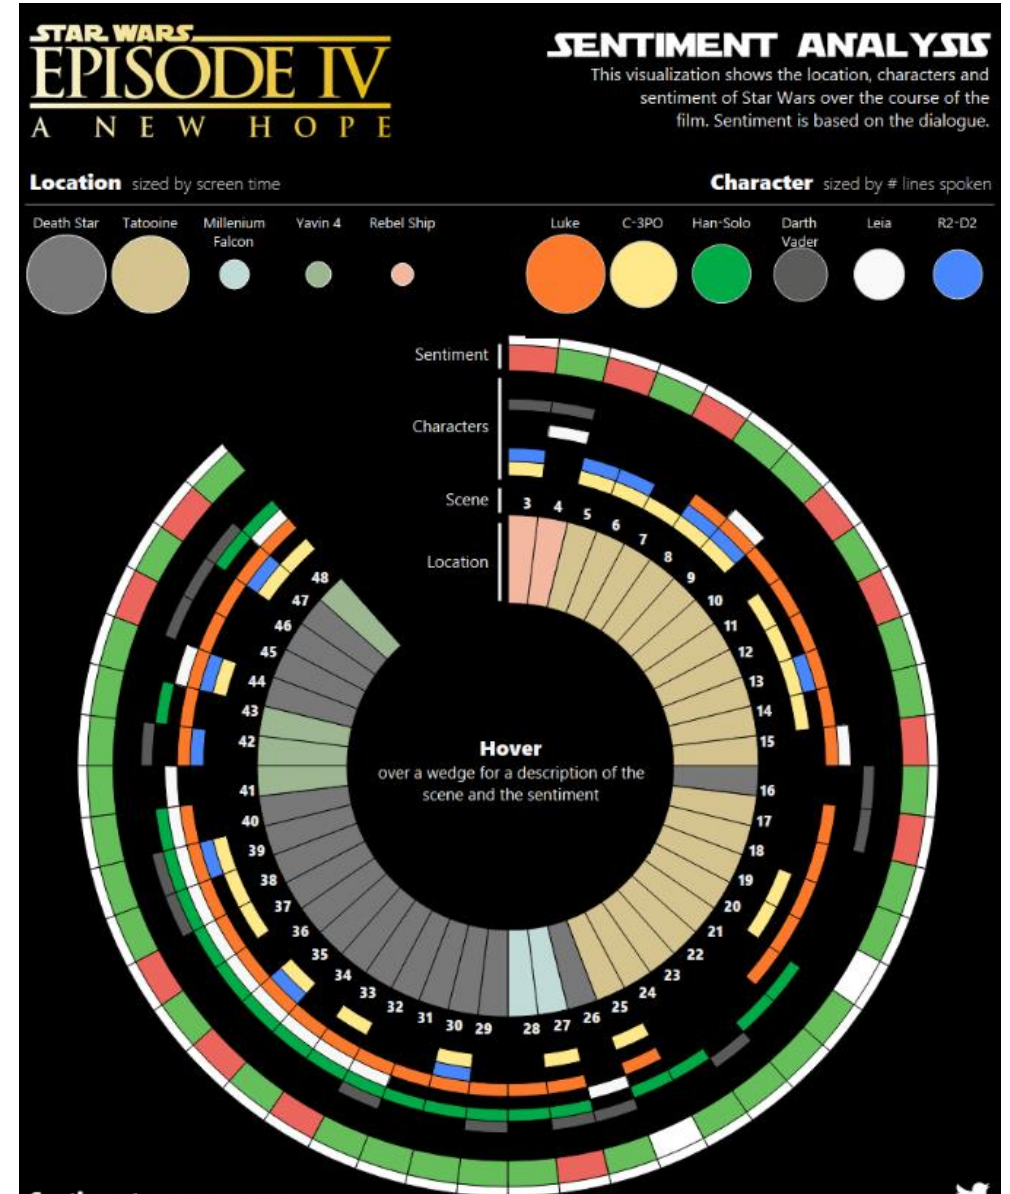 STAR WARS
EPISODE IV
A NEW HOPE
SENTIMENT ANALYSIS
This visualization shows the location, characters and
sentiment of Star Wars over the course of the
film. Sentiment is based on the dialogue.
Location sized by screen time
Character sized by # lines spoken
Death Star
Tatooine
Millenium
Falcon
Yavin 4
Rebel Ship
Luke
C-3PO
Han-Solo
Darth
Vader
Leia
R2-D2
Sentiment
Characters
Scene
Location
3
4
5
6
7
8
9
10
11
12
13
14
15
16
17
18
19
20
21
22
23
24
25
26
27
28
29
30
31
32
33
34
35
36
37
38
39
40
41
42
43
44
45
46
47
48
Hover
over a wedge for a description of the
scene and the sentiment